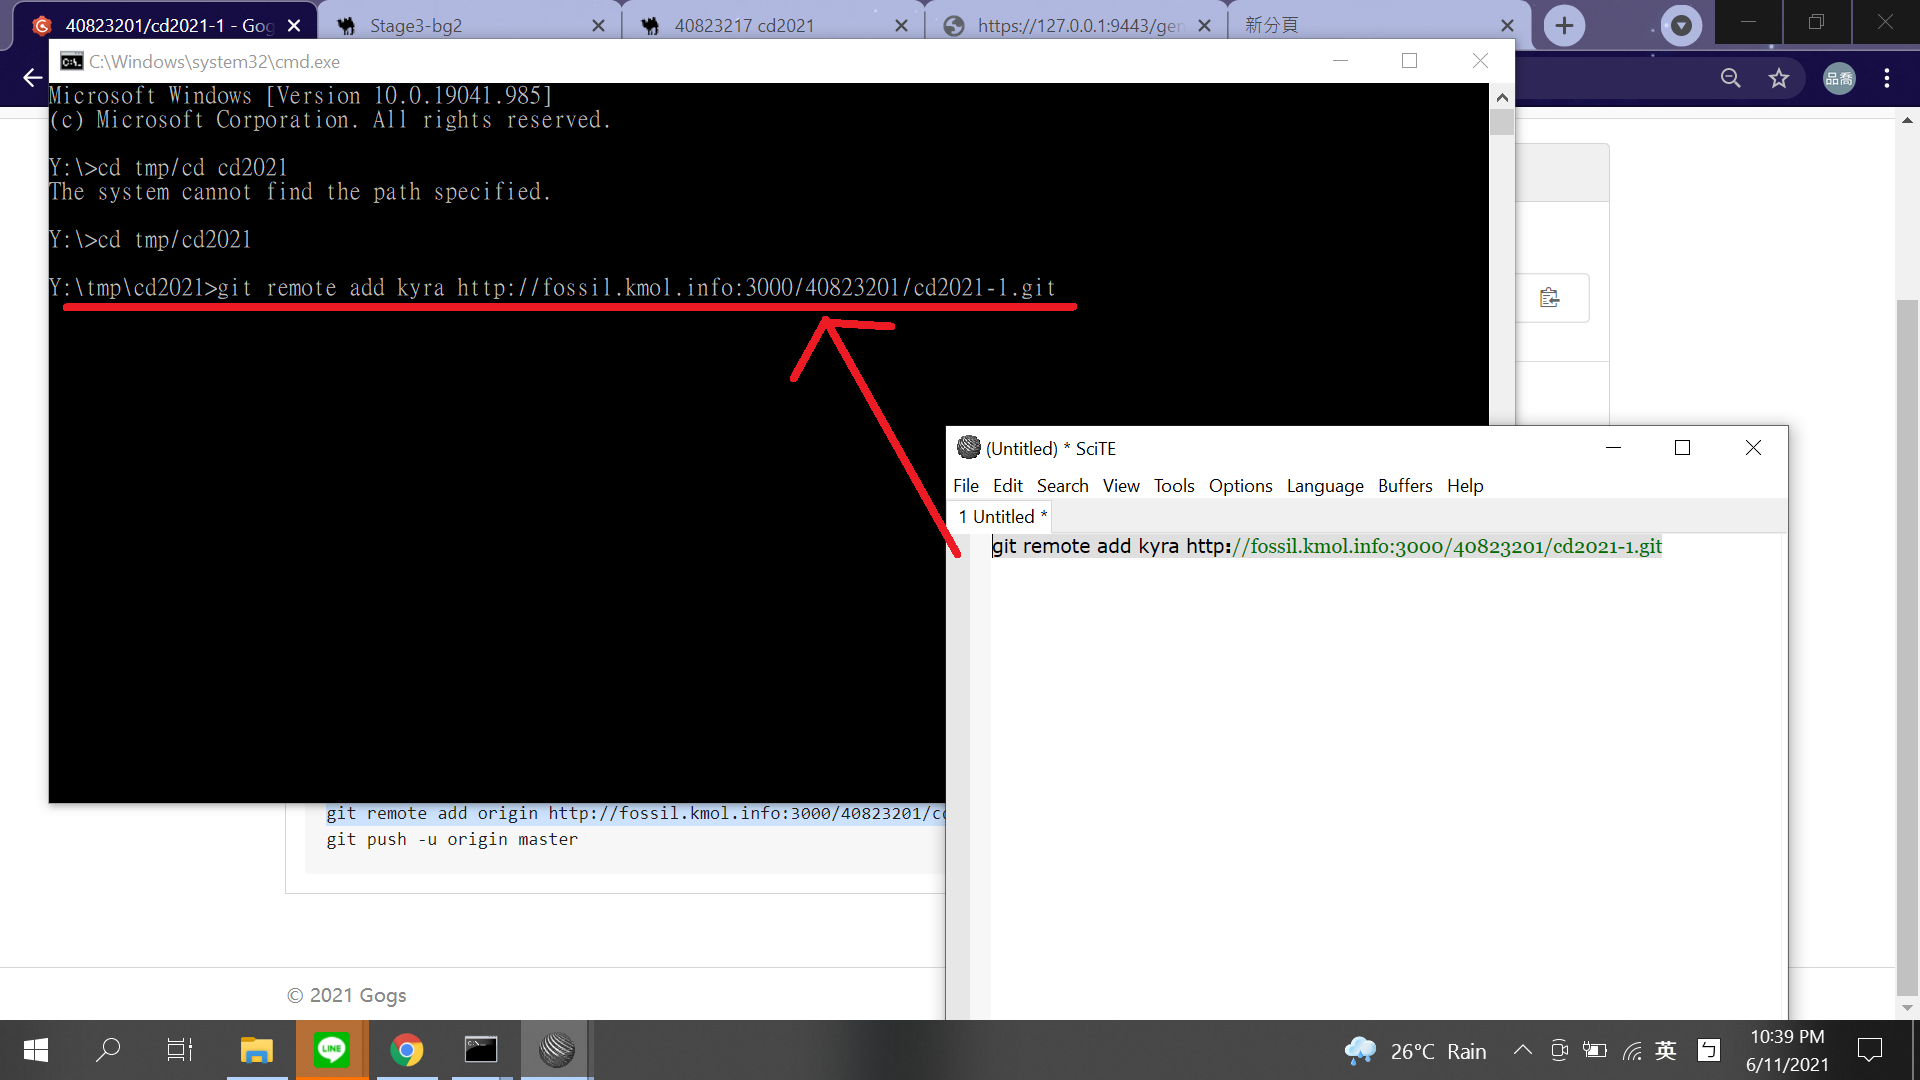 40823201/cd2021-1 - Gog
Stage3-bg2
40823217 cd2021
https://127.0.0.1:9443/gen
新分頁
C:\Windows\system32\cmd.exe
品喬
Microsoft Windows [Version 10.0.19041.985]
(c) Microsoft Corporation. All rights reserved.
Y:\>cd tmp/cd cd2021
The system cannot find the path specified.
Y:\>cd tmp/cd2021
Y:\tmp\cd2021>git remote add kyra http://fossil.kmol.info:3000/40823201/cd2021-1.git
(Untitled) * SciTE
File Edit Search View Tools Options Language Buffers Help
1 Untitled *
git remote add kyra http://fossil.kmol.info:3000/40823201/cd2021-1.git
git remote add origin http://fossil.kmol.info:3000/40823201/cd
git push -u origin master
© 2021 Gogs
LINE
26°C Rain
英
ㄅ
10:39 PM
6/11/2021